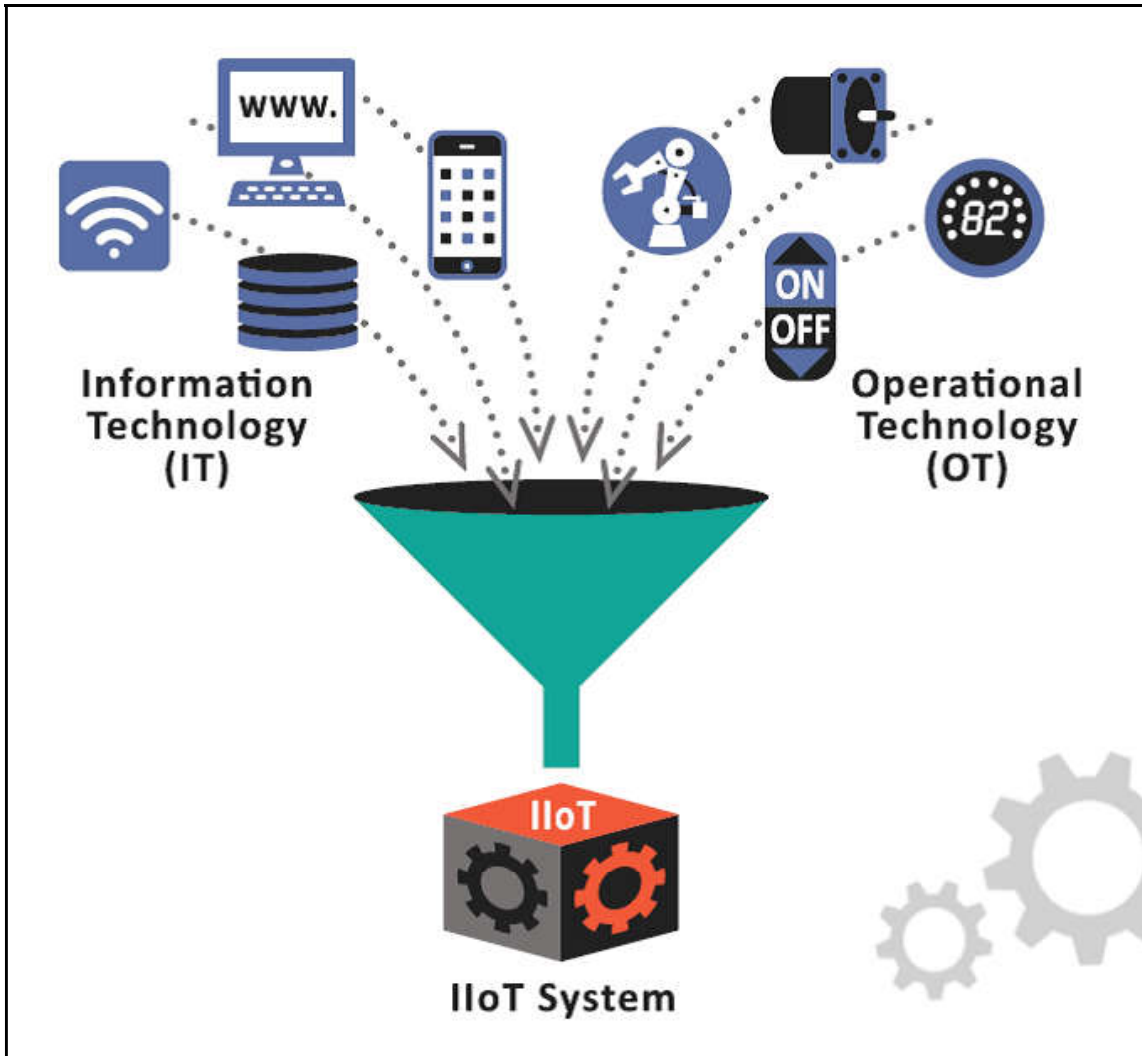 www.
82
ON
OFF
Information
Technology
(IT)
Operational
Technology
(OT)
IIoT
IIoT System